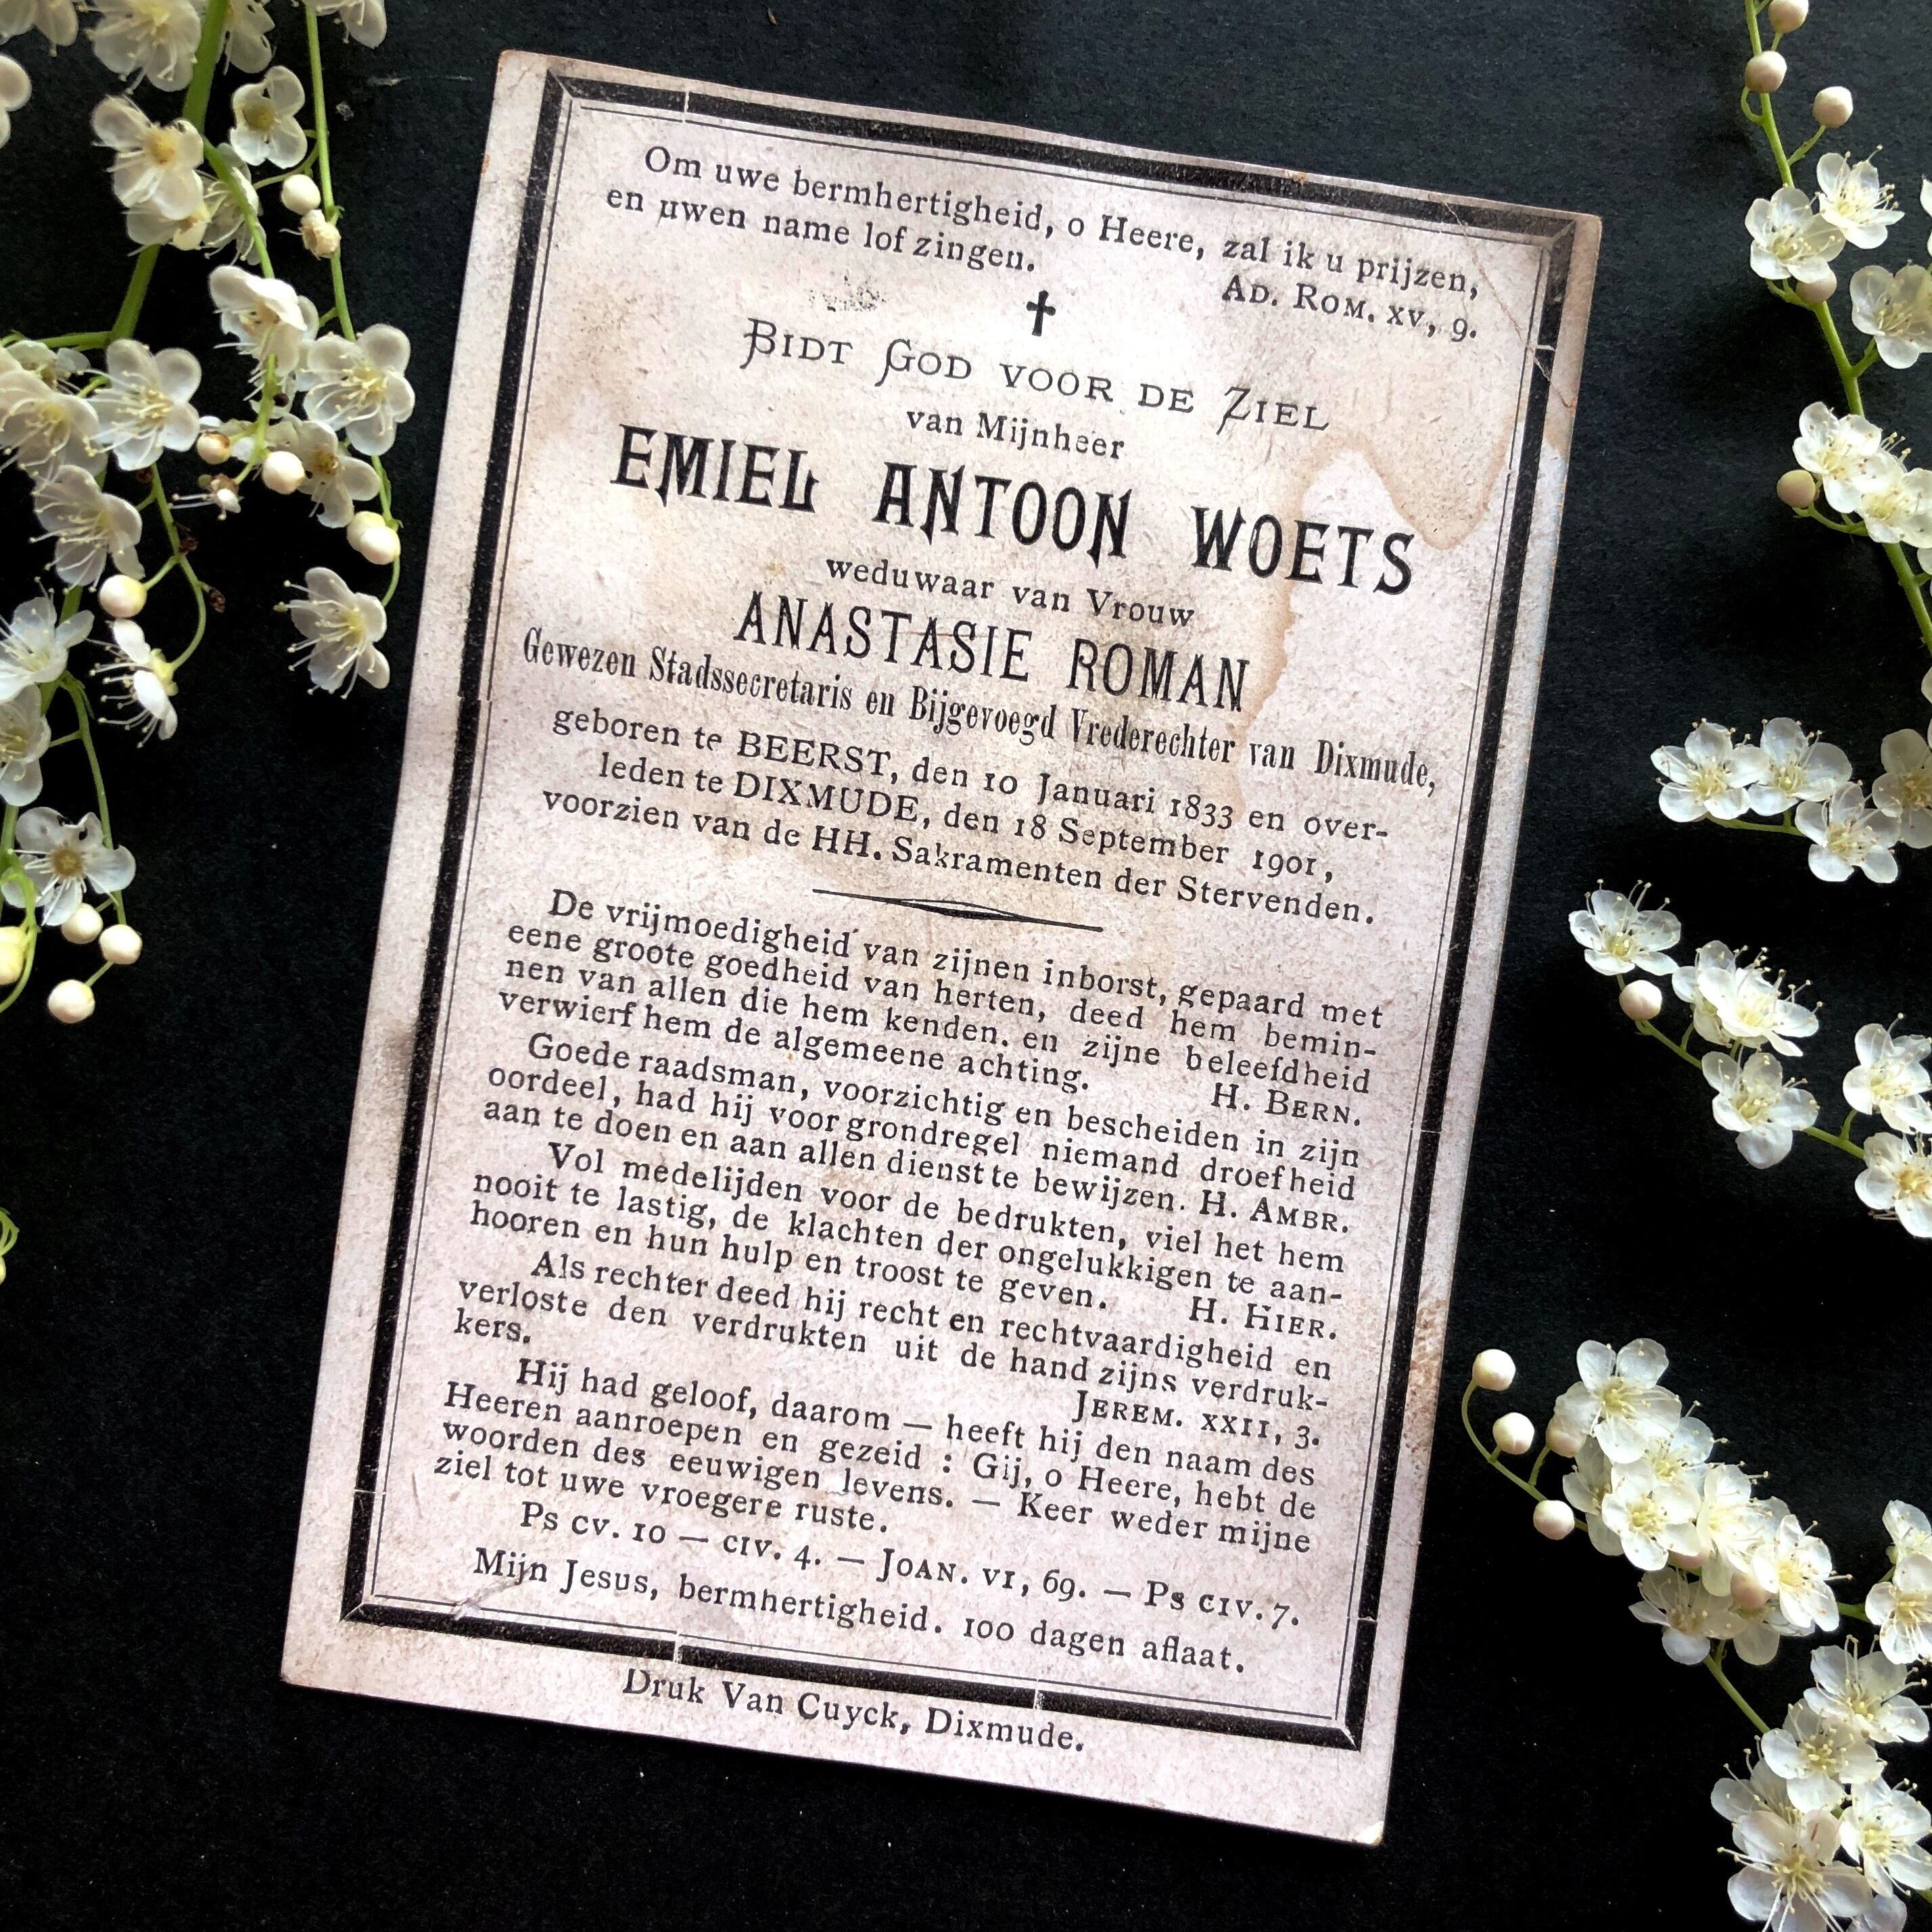 Om uwe bermhertigheid, o Heere, zal ik u prijzen,
en uwen name lof zingen.
AD. ROM. XV, 9.
✝
BIDT GOD VOOR DE ZIEL
van Mijnheer
EMIEL ANTOON WOETS
weduwaar van Vrouw
ANASTASIE ROMAN
Gewezen Stadssecretaris en Bijgevoegd Vrederechter van Dixmude,
geboren te BEERST, den 10 Januari 1833 en over-
leden te DIXMUDE, den 18 September 1901,
voorzien van de HH. Sakramenten der Stervenden.
De vrijmoedigheid van zijnen inborst, gepaard met
eene groote goedheid van herten, deed hem bemin-
nen van allen die hem kenden. en zijne beleefdheid
verwierf hem de algemeene achting. H. BERN.
Goede raadsman, voorzichtig en bescheiden in zijn
oordeel, had hij voor grondregel niemand droefheid
aan te doen en aan allen dienst te bewijzen. H. AMBR.
Vol medelijden voor de bedrukten, viel het hem
nooit te lastig, de klachten der ongelukkigen te aan-
hooren en hun hulp en troost te geven. H. HIER.
Als rechter deed hij recht en rechtvaardigheid en
verloste den verdrukten uit de hand zijns verdruk-
kers. JEREM. XXII, 3.
Hij had geloof, daarom — heeft hij den naam des
Heeren aanroepen en gezeid : Gij, o Heere, hebt de
woorden des eeuwigen levens. — Keer weder mijne
ziel tot uwe vroegere ruste.
Ps CV. 10 — CIV. 4. — JOAN. VI, 69. — Ps CIV. 7.
Mijn Jesus, bermhertigheid. 100 dagen aflaat.
Druk Van Cuyck, Dixmude.